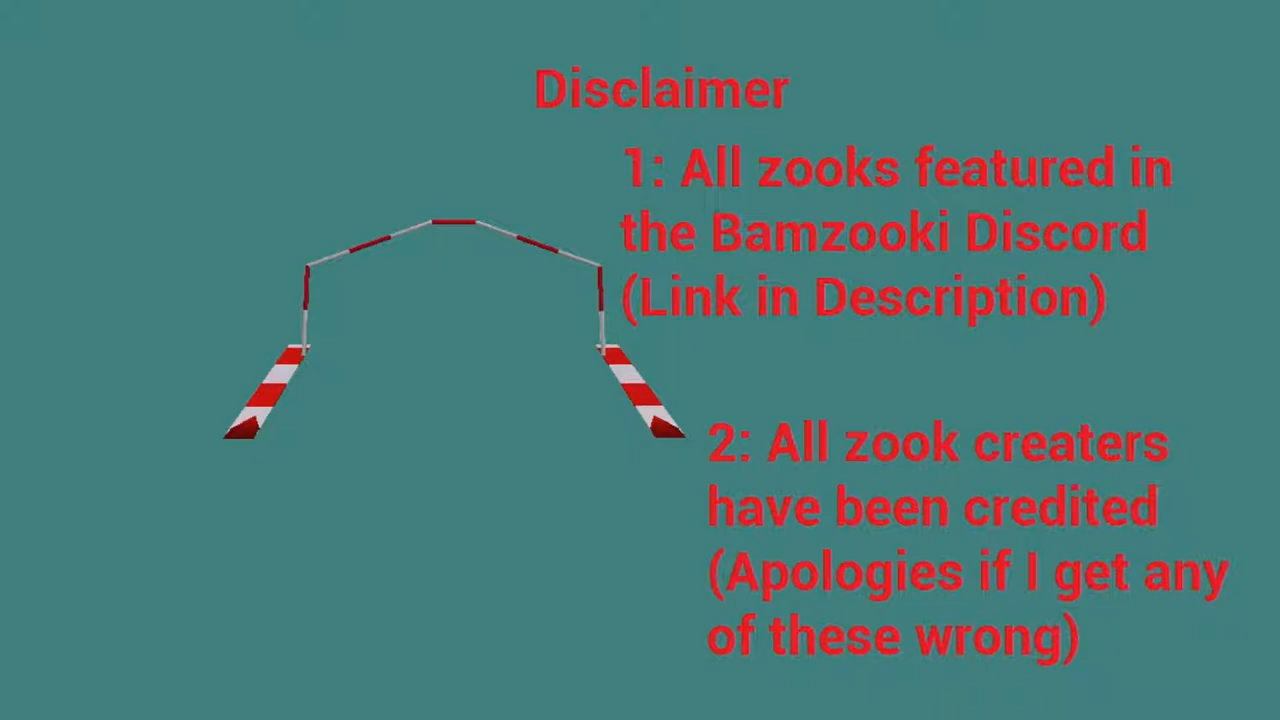 Disclaimer
1: All zooks featured in
the Bamzooki Discord
(Link in Description)
2: All zook creaters
have been credited
(Apologies if I get any
of these wrong)